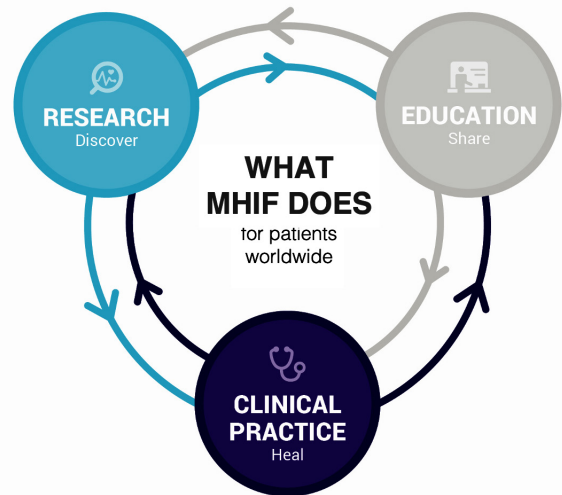 RESEARCH
Discover
EDUCATION
Share
WHAT
MHIF DOES
for patients
worldwide
CLINICAL
PRACTICE
Heal